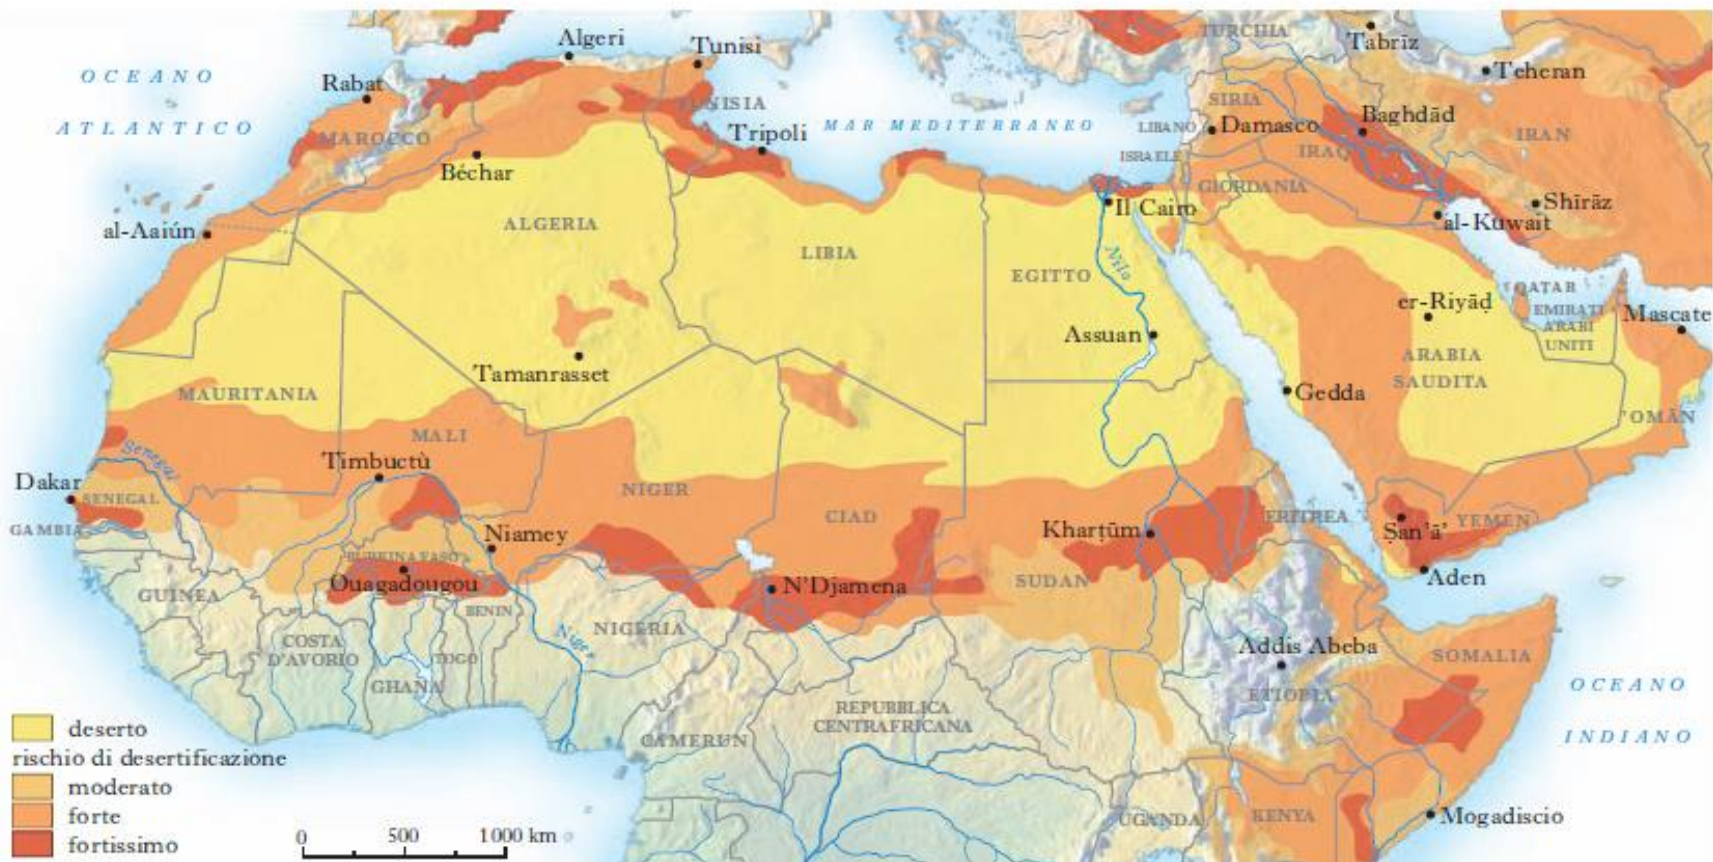 OCEANO
ATLANTICO
Algeri
Tunisi
TURCHIA
Tabrīz
Teheran
Rabat
MAROCCO
TUNISIA
Tripoli
MAR MEDITERRANEO
SIRIA
LIBANO
Damasco
Baghdād
IRAQ
IRAN
ISRAELE
GIORDANIA
Béchar
Il Cairo
Shīrāz
al-Kuwait
al-Aaiún
ALGERIA
LIBIA
EGITTO
Nilo
QATAR
EMIRATI
ARABI
UNITI
Mascate
er-Riyāḍ
Assuan
Tamanrasset
ARABIA
SAUDITA
MAURITANIA
Gedda
'OMĀN
MALI
Senegal
Timbuctù
Dakar
SENEGAL
NIGER
CIAD
GAMBIA
Niamey
Kharṭūm
ERITREA
Ṣan'ā'
YEMEN
BURKINA FASO
Ouagadougou
N'Djamena
SUDAN
Aden
GUINEA
BENIN
COSTA
D'AVORIO
TOGO
GHANA
NIGERIA
Niger
Addis Abeba
SOMALIA
ETIOPIA
OCEANO
INDIANO
REPUBBLICA
CENTRAFRICANA
CAMERUN
UGANDA
KENYA
Mogadiscio
deserto
rischio di desertificazione
moderato
forte
fortissimo
0 500 1000 km